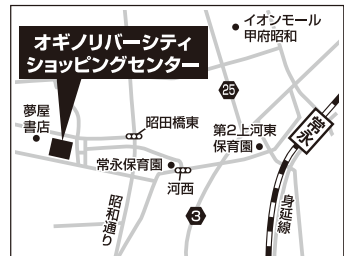 イオンモール
甲府昭和
オギノリバーシティ
ショッピングセンター
25
夢屋
書店
昭田橋東
第2上河東
保育園
常永
常永保育園
河西
昭和通り
3
身延線